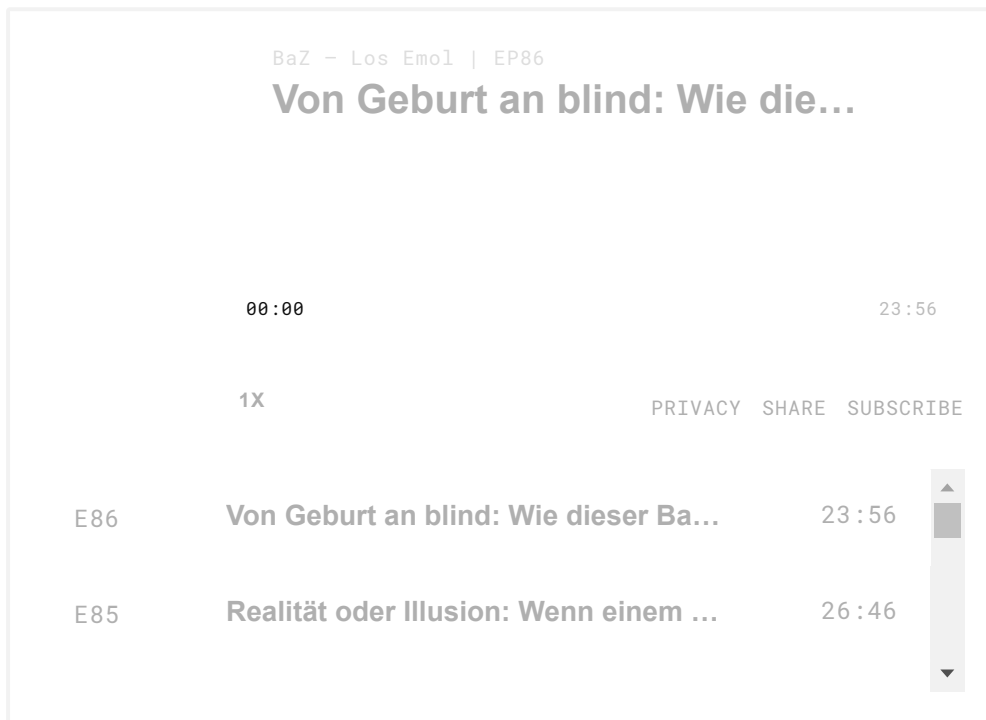 BaZ – Los Emol | EP86
Von Geburt an blind: Wie die…
00:00 23:56
1X
PRIVACY SHARE SUBSCRIBE
E86 Von Geburt an blind: Wie dieser Ba… 23:56
E85 Realität oder Illusion: Wenn einem … 26:46